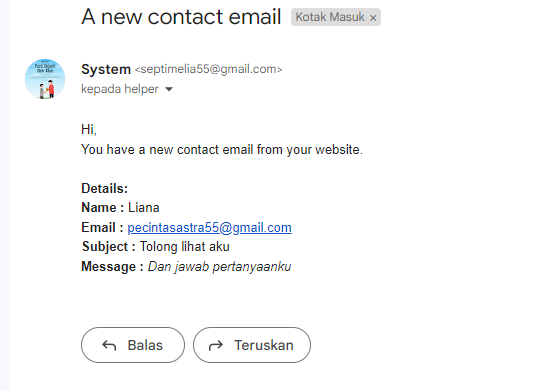 A new contact email Kotak Masuk ×
System <septimelia55@gmail.com>
kepada helper
Hi,
You have a new contact email from your website.
Details:
Name : Liana
Email : pecintasastra55@gmail.com
Subject : Tolong lihat aku
Message : Dan jawab pertanyaanku
Balas Teruskan